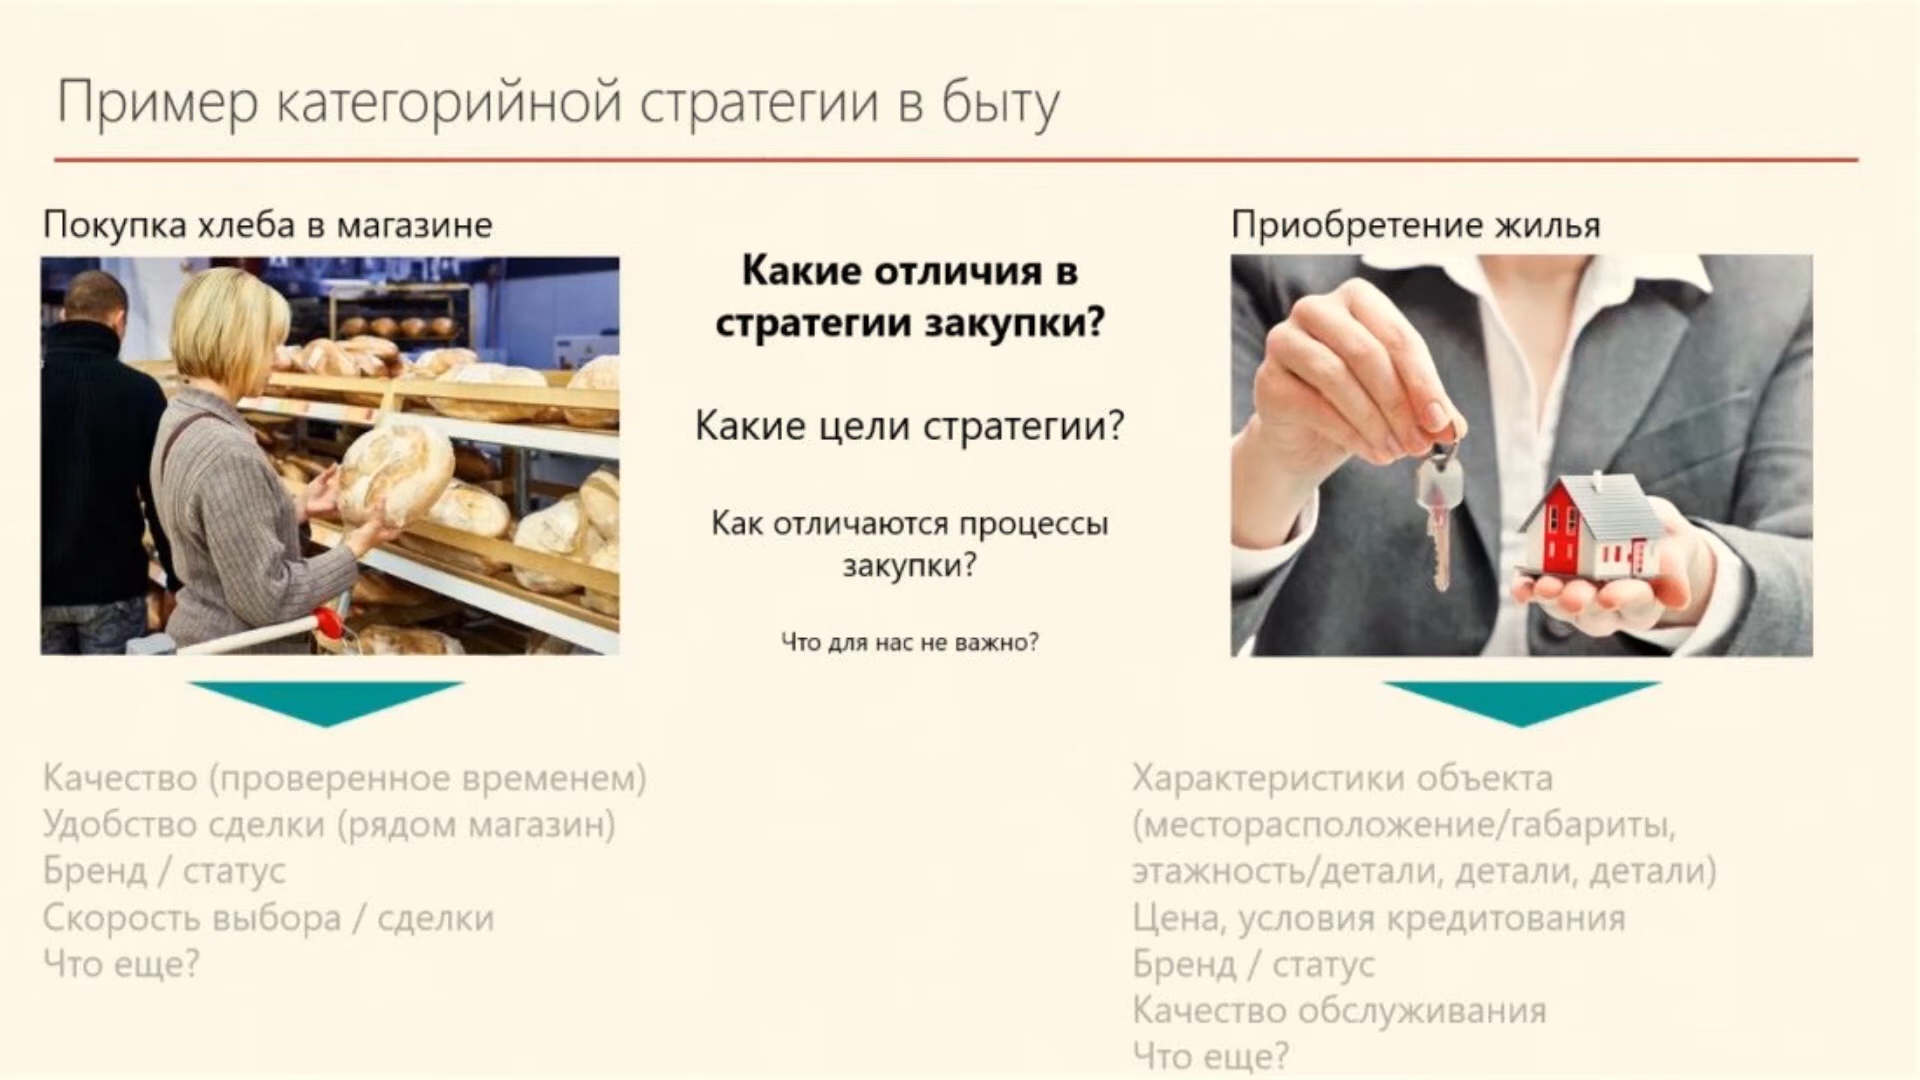 Пример категорийной стратегии в быту
Покупка хлеба в магазине
Какие отличия в
стратегии закупки?
Какие цели стратегии?
Как отличаются процессы
закупки?
Что для нас не важно?
Приобретение жилья
Качество (проверенное временем)
Удобство сделки (рядом магазин)
Бренд / статус
Скорость выбора / сделки
Что еще?
Характеристики объекта
(месторасположение/габариты,
этажность/детали, детали, детали)
Цена, условия кредитования
Бренд / статус
Качество обслуживания
Что еще?